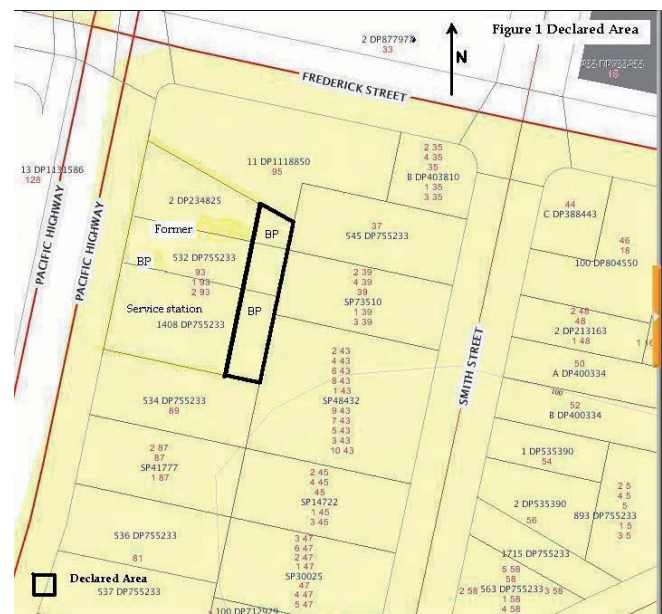 Figure 1 Declared Area
2 DP877977
33
N
FREDERICK STREET
15
2 35
4 35
35
B DP403810
1 35
3 35
11 DP1118850
95
13 DP1131586
128
2 DP234825
44
C DP388443
37
545 DP755233
Former
BP
46
18
100 DP804550
532 DP755233
BP
93
1 93
2 93
2 39
4 39
39
SP73510
1 39
3 39
PACIFIC HIGHWAY
PACIFIC HIGHWAY
Service station
BP
1408 DP755233
2 48
48
2 DP213163
1 48
2 43
4 43
6 43
8 43
1 43
SP48432
9 43
7 43
5 43
3 43
10 43
SMITH STREET
50
A DP400334
100
52
B DP400334
534 DP755233
89
1 DP535390
54
2 87
87
SP41777
1 87
2 45
4 45
45
SP14722
1 45
3 45
2 DP535390
56
2 5
4 5
5
893 DP755233
1 5
3 5
536 DP755233
81
3 47
6 47
2 47
1 47
SP30025
47
4 47
5 47
1715 DP755233
5 58
58
2 58 563 DP755233 3 58
1 58
4 58
Declared Area
537 DP755233
100 DP712929